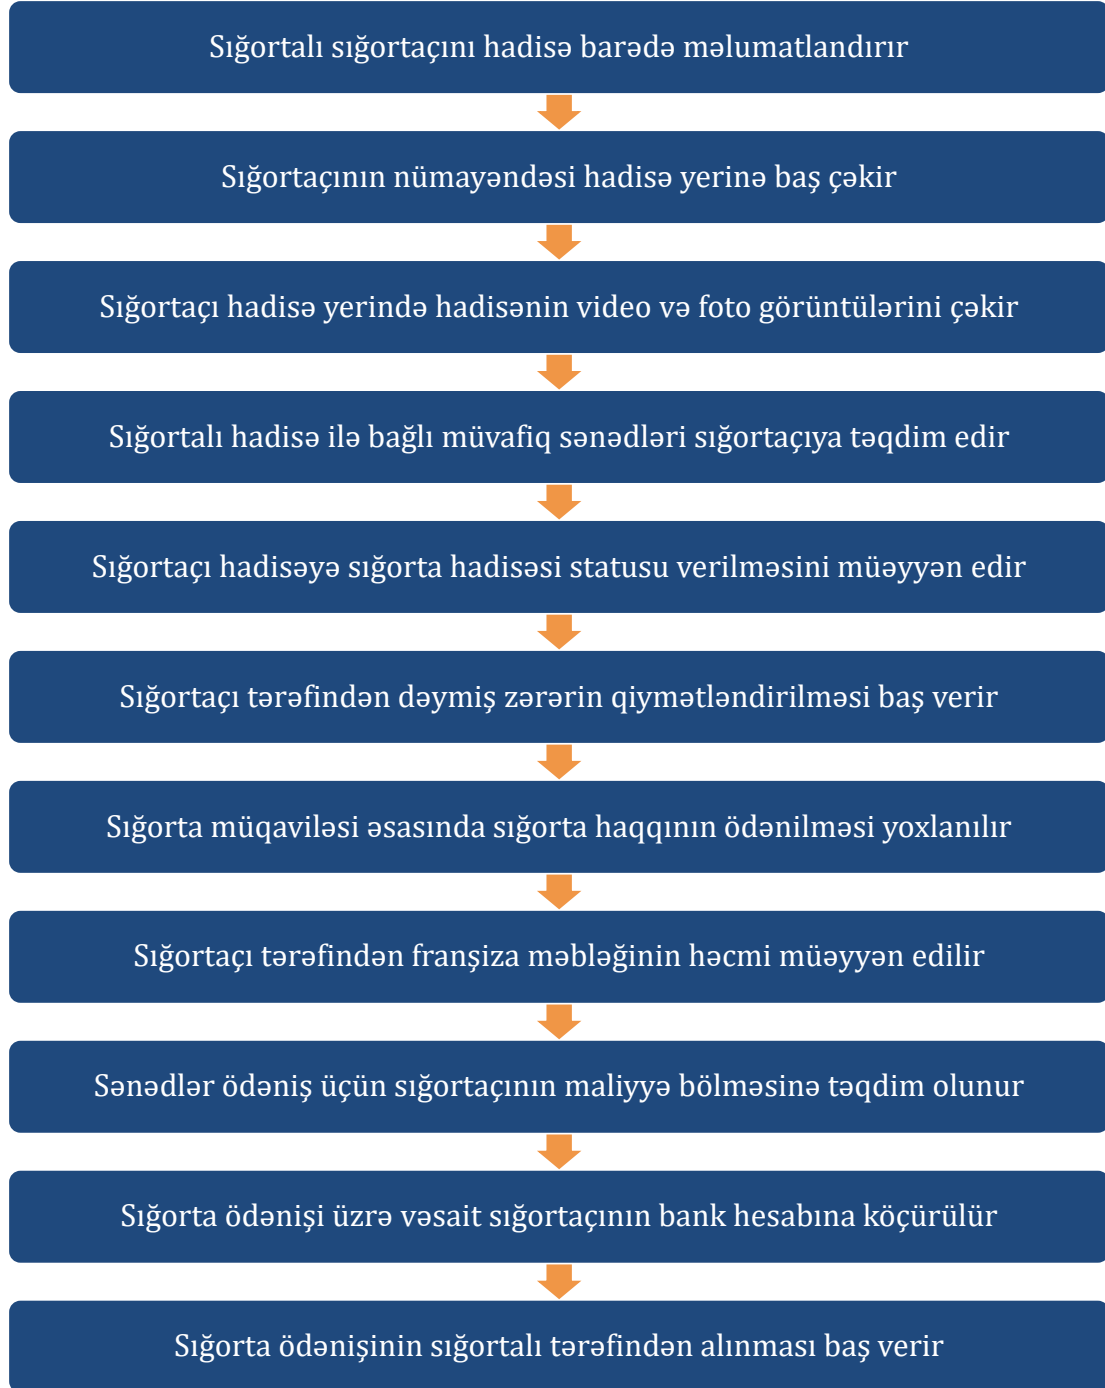 Sığortalı sığortaçını hadisə barədə məlumatlandırır
Sığortaçının nümayəndəsi hadisə yerinə baş çəkir
Sığortaçı hadisə yerində hadisənin video və foto görüntülərini çəkir
Sığortalı hadisə ilə bağlı müvafiq sənədləri sığortaçıya təqdim edir
Sığortaçı hadisəyə sığorta hadisəsi statusu verilməsini müəyyən edir
Sığortaçı tərəfindən dəymiş zərərin qiymətləndirilməsi baş verir
Sığorta müqaviləsi əsasında sığorta haqqının ödənilməsi yoxlanılır
Sığortaçı tərəfindən franşiza məbləğinin həcmi müəyyən edilir
Sənədlər ödəniş üçün sığortaçının maliyyə bölməsinə təqdim olunur
Sığorta ödənişi üzrə vəsait sığortaçının bank hesabına köçürülür
Sığorta ödənişinin sığortalı tərəfindən alınması baş verir